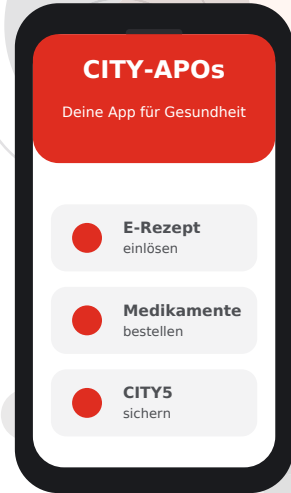 CITY-APOs
Deine App für Gesundheit
E-Rezept
einlösen
Medikamente
bestellen
CITY5
sichern